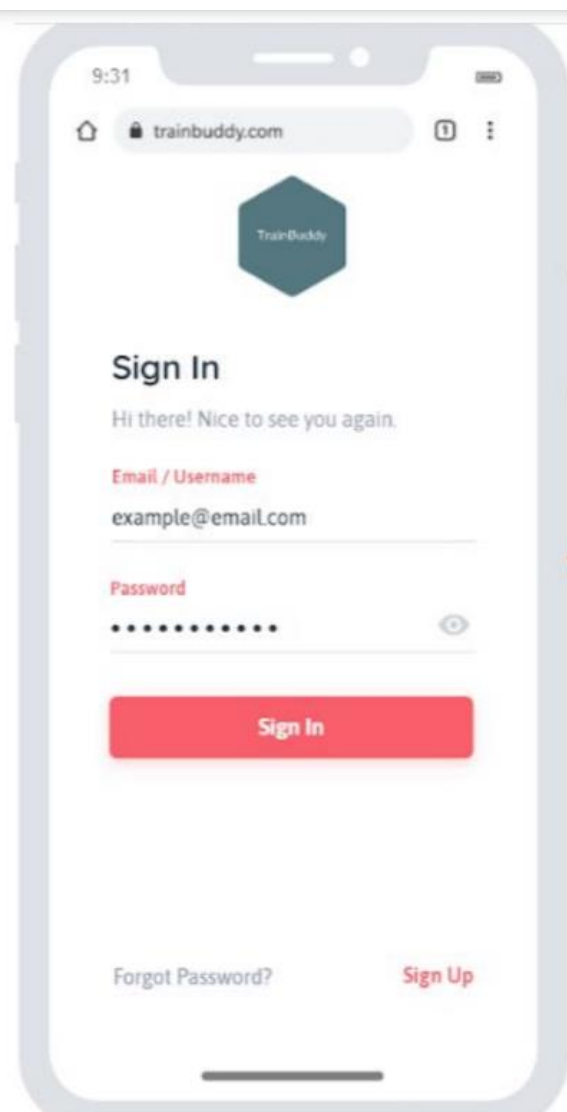 9:31
trainbuddy.com
1
TrainBuddy
Sign In
Hi there! Nice to see you again.
Email / Username
example@email.com
Password
Sign In
Forgot Password?
Sign Up